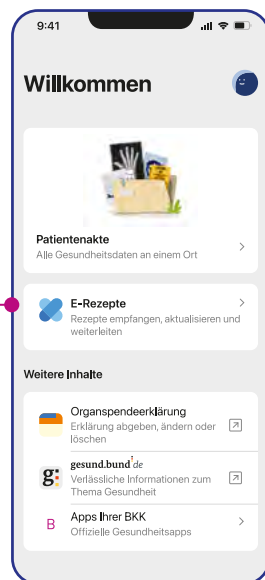 9:41
Willkommen
Patientenakte
Alle Gesundheitsdaten an einem Ort
E-Rezepte
Rezepte empfangen, aktualisieren und
weiterleiten
Weitere Inhalte
Organspendeerklärung
Erklärung abgeben, ändern oder
löschen
g:
gesund.bund de
Verlässliche Informationen zum
Thema Gesundheit
B
Apps Ihrer BKK
Offizielle Gesundheitsapps